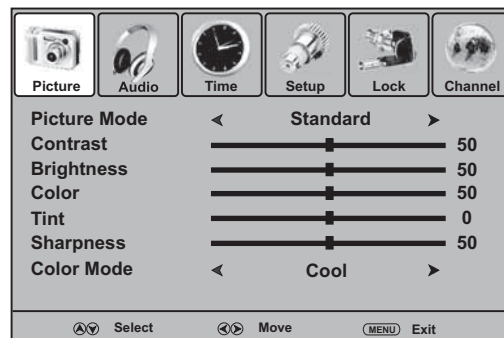 Picture Audio Time Setup Lock Channel
Picture Mode Standard
Contrast 50
Brightness 50
Color 50
Tint 0
Sharpness 50
Color Mode Cool
Select Move MENU Exit